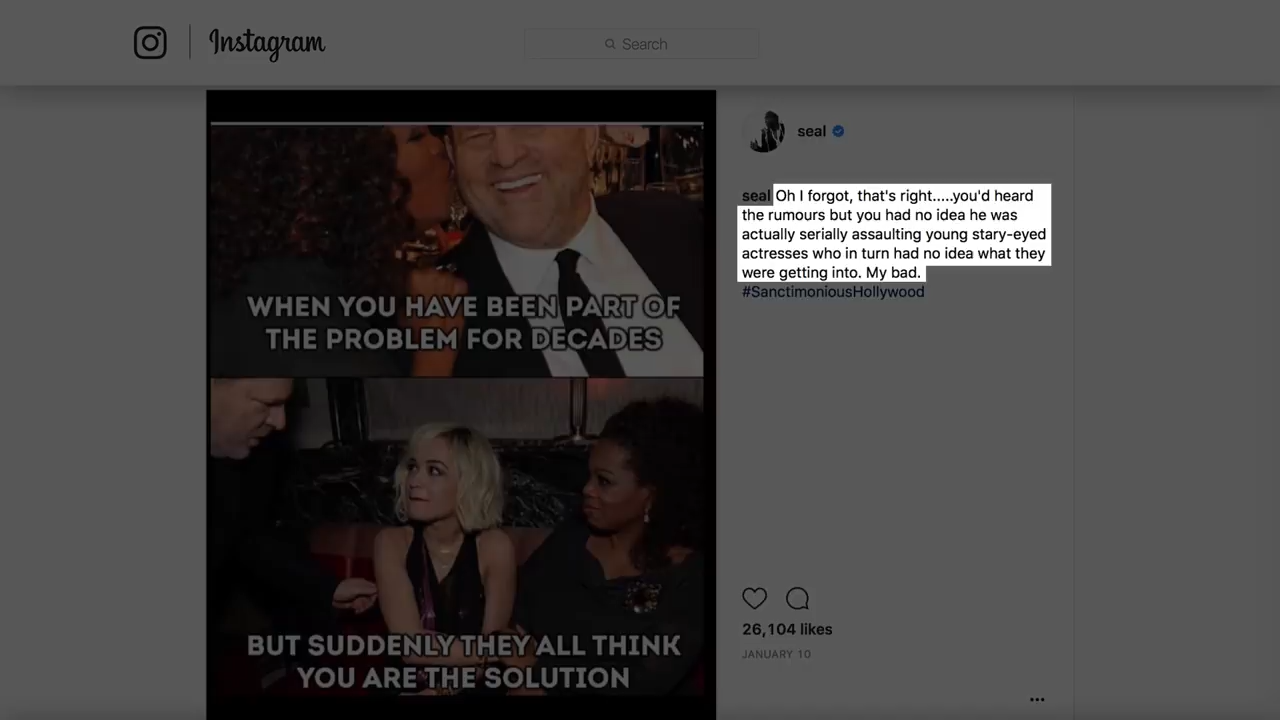 Instagram
Search
seal
seal Oh I forgot, that's right.....you'd heard
the rumours but you had no idea he was
actually serially assaulting young stary-eyed
actresses who in turn had no idea what they
were getting into. My bad.
#SanctimoniousHollywood
WHEN YOU HAVE BEEN PART OF
THE PROBLEM FOR DECADES
BUT SUDDENLY THEY ALL THINK
YOU ARE THE SOLUTION
26,104 likes
JANUARY 10